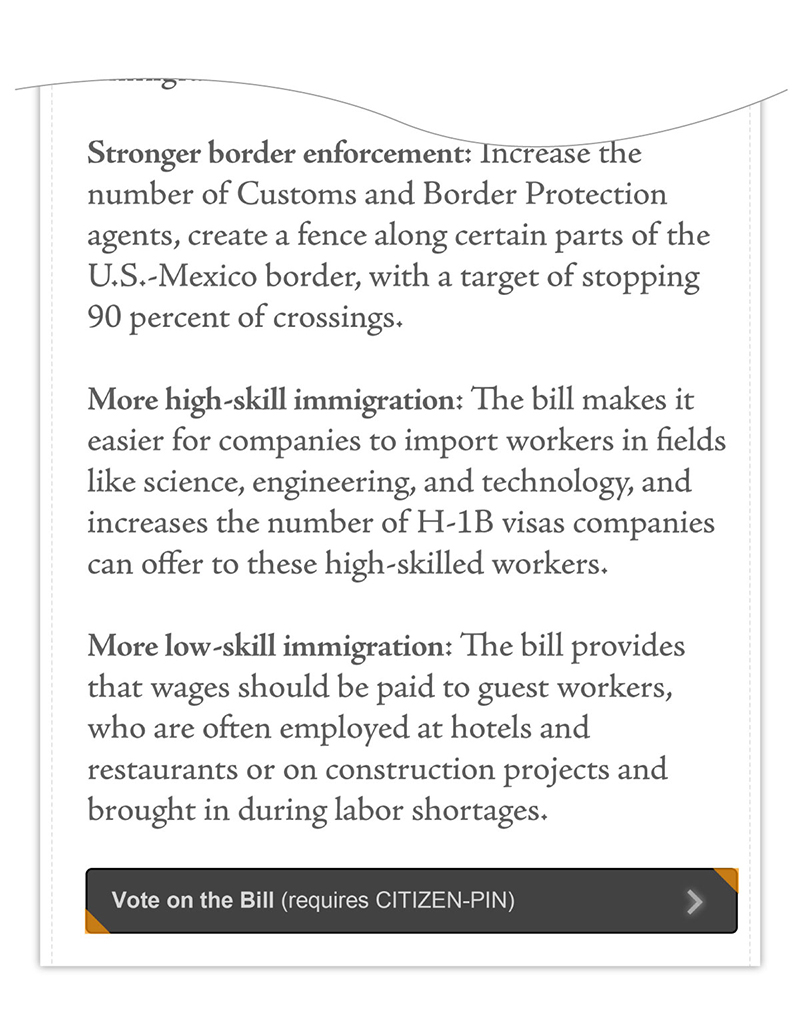 Stronger border enforcement: Increase the
number of Customs and Border Protection
agents, create a fence along certain parts of the
U.S.-Mexico border, with a target of stopping
90 percent of crossings.
More high-skill immigration: The bill makes it
easier for companies to import workers in fields
like science, engineering, and technology, and
increases the number of H-1B visas companies
can offer to these high-skilled workers.
More low-skill immigration: The bill provides
that wages should be paid to guest workers,
who are often employed at hotels and
restaurants or on construction projects and
brought in during labor shortages.
Vote on the Bill (requires CITIZEN-PIN)